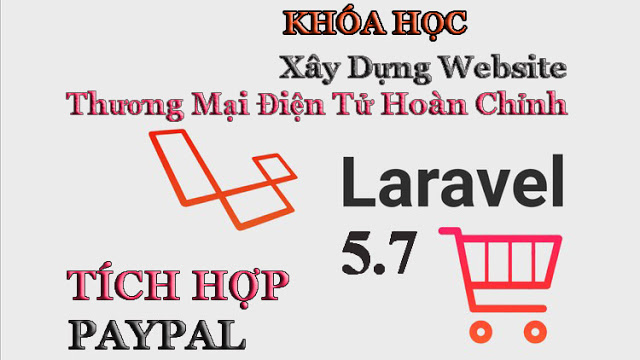 KHÓA HỌC
Xây Dựng Website
Thương Mại Điện Tử Hoàn Chỉnh
Laravel
5.7
TÍCH HỢP
PAYPAL